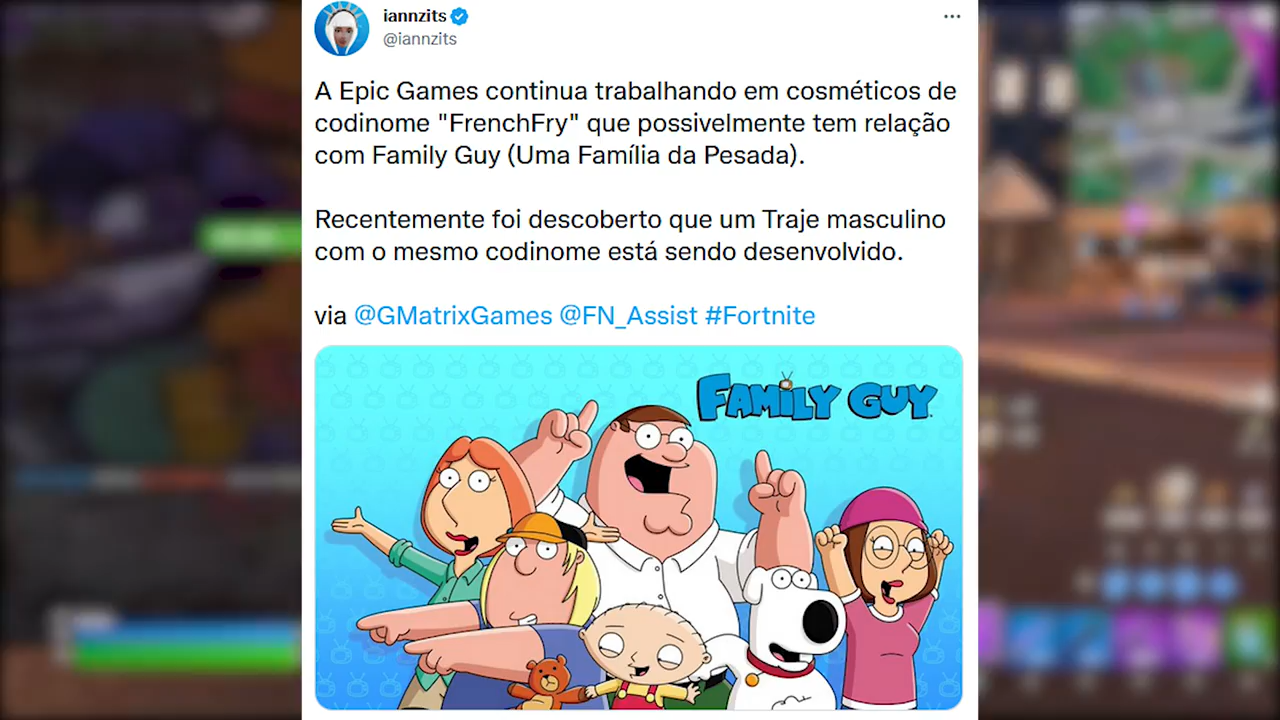 iannzits
@iannzits
A Epic Games continua trabalhando em cosméticos de
codinome "FrenchFry" que possivelmente tem relação
com Family Guy (Uma Família da Pesada).
Recentemente foi descoberto que um Traje masculino
com o mesmo codinome está sendo desenvolvido.
via @GMatrixGames @FN_Assist #Fortnite
FAMiLY GUY